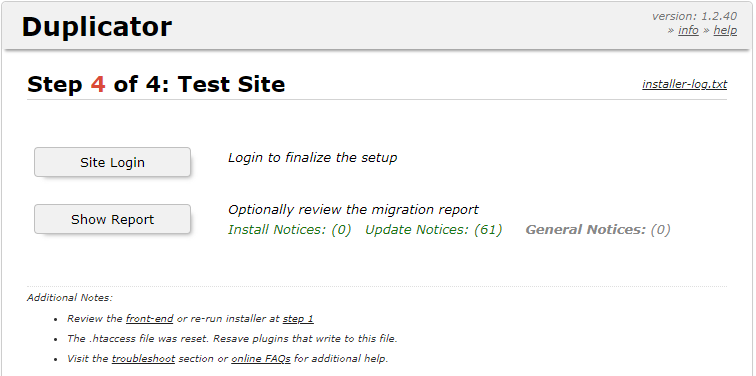 Duplicator
version: 1.2.40
» info » help
Step 4 of 4: Test Site
installer-log.txt
Site Login
Login to finalize the setup
Show Report
Optionally review the migration report
Install Notices: (0) Update Notices: (61) General Notices: (0)
Additional Notes:
• Review the front-end or re-run installer at step 1
• The .htaccess file was reset. Resave plugins that write to this file.
• Visit the troubleshoot section or online FAQs for additional help.